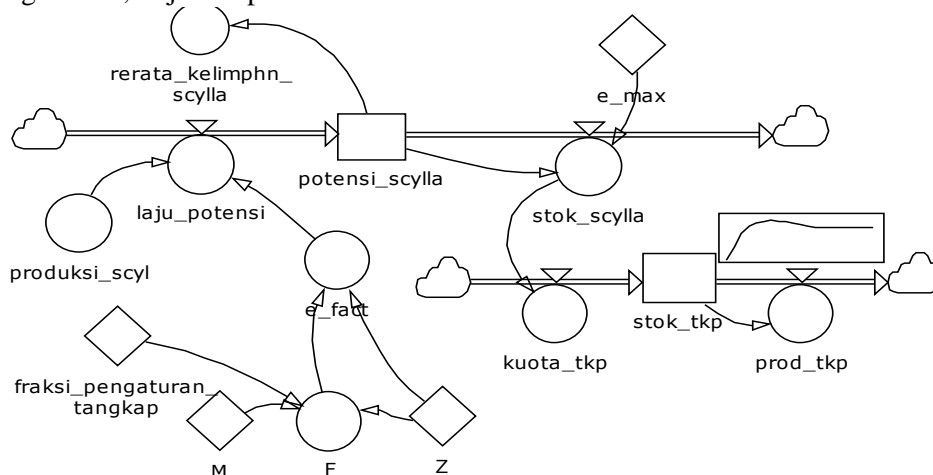 rerata_kelimphn_
scylla
e_max
potensi_scylla
laju_potensi
stok_scylla
produksi_scyl
e_fact
stok_tkp
kuota_tkp
prod_tkp
fraksi_pengaturan_
tangkap
M
F
Z